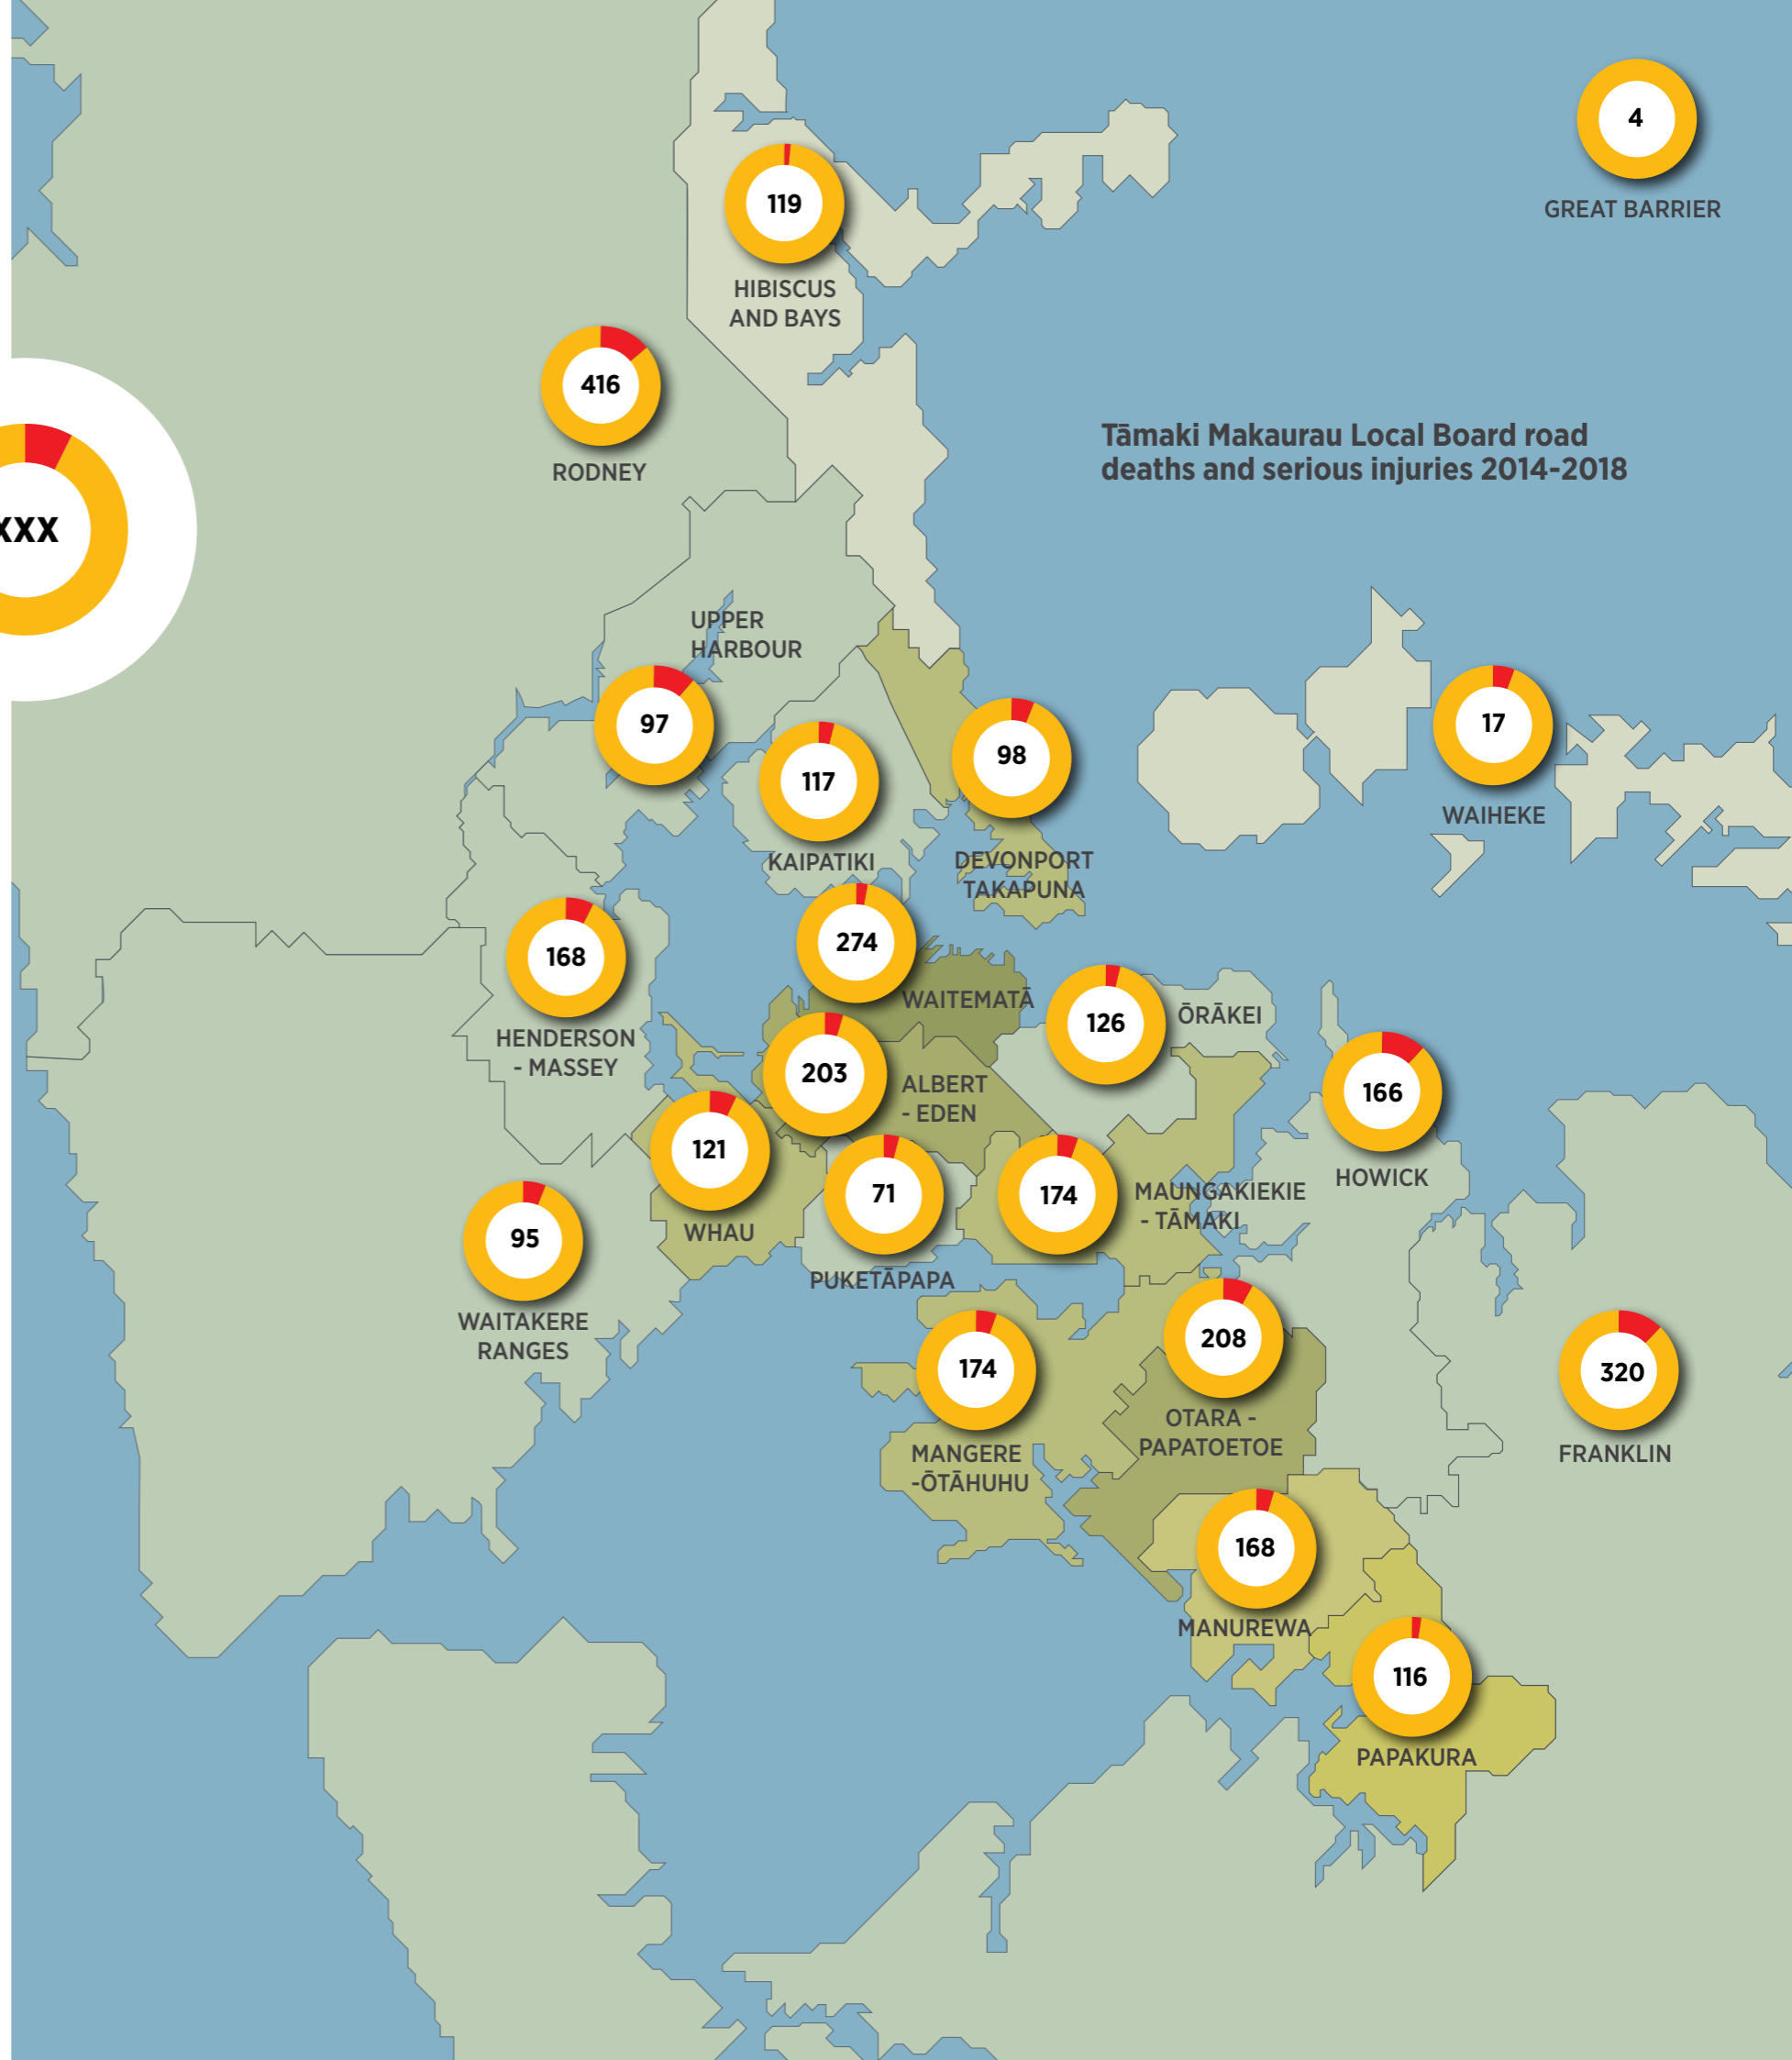 4
GREAT BARRIER
119
HIBISCUS
AND BAYS
416
RODNEY
Tāmaki Makaurau Local Board road
deaths and serious injuries 2014-2018
XXX
UPPER
HARBOUR
97
117
KAIPATIKI
98
DEVONPORT
TAKAPUNA
17
WAIHEKE
168
HENDERSON
- MASSEY
274
WAITEMATĀ
126
ŌRĀKEI
203
ALBERT
- EDEN
166
HOWICK
121
WHAU
71
PUKETĀPAPA
174
MAUNGAKIEKIE
- TĀMAKI
95
WAITAKERE
RANGES
174
MANGERE
-ŌTĀHUHU
208
OTARA -
PAPATOETOE
320
FRANKLIN
168
MANUREWA
116
PAPAKURA